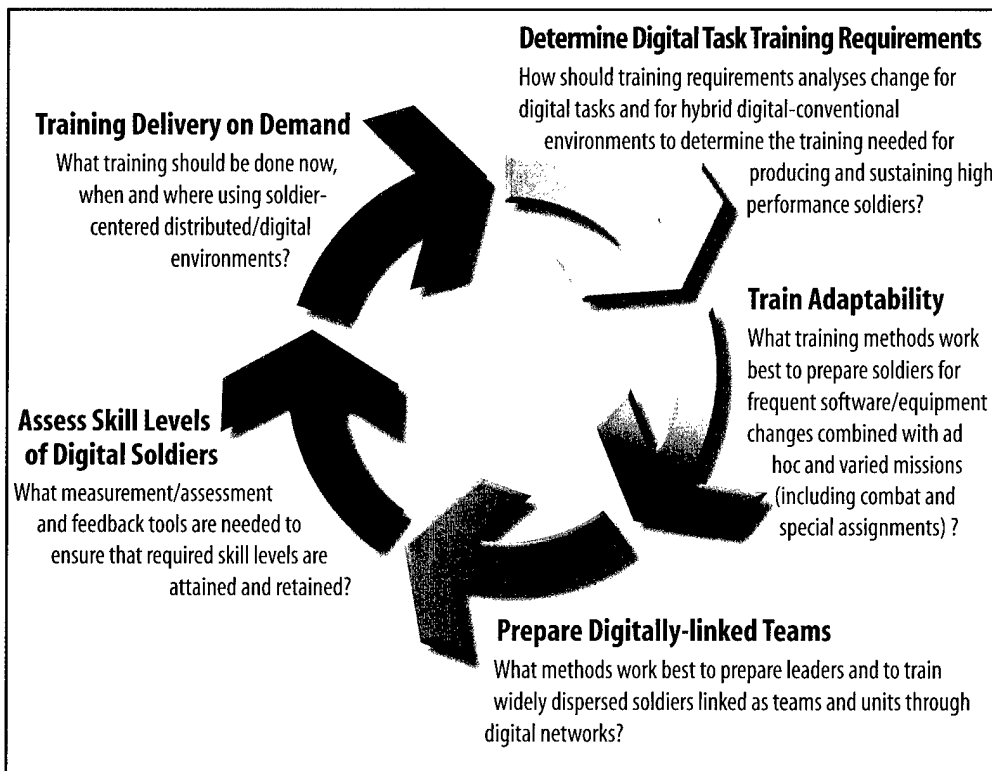 Determine Digital Task Training Requirements
How should training requirements analyses change for
digital tasks and for hybrid digital-conventional
environments to determine the training needed for
producing and sustaining high
performance soldiers?
Train Adaptability
What training methods work
best to prepare soldiers for
frequent software/equipment
changes combined with ad
hoc and varied missions
(including combat and
special assignments) ?
Prepare Digitally-linked Teams
What methods work best to prepare leaders and to train
widely dispersed soldiers linked as teams and units through
digital networks?
Assess Skill Levels
of Digital Soldiers
What measurement/assessment
and feedback tools are needed to
ensure that required skill levels are
attained and retained?
Training Delivery on Demand
What training should be done now,
when and where using soldier-
centered distributed/digital
environments?